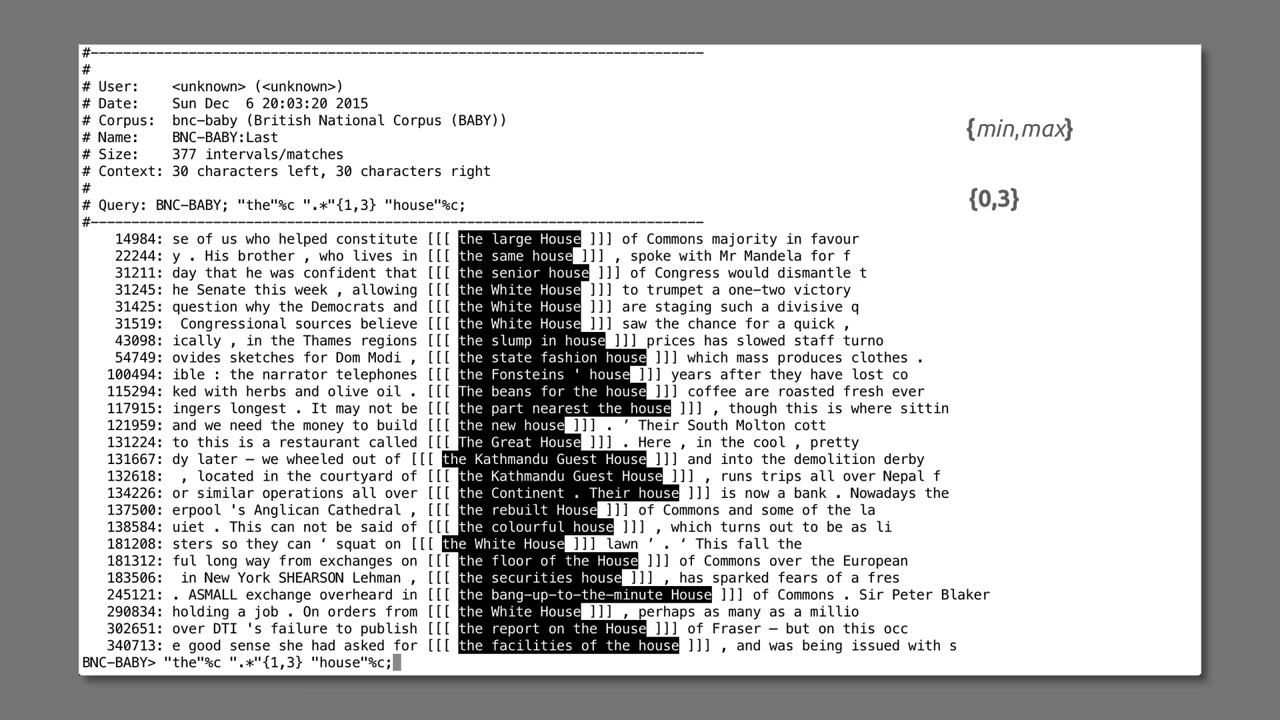 #---------------------------------------------------------------------------
#
# User:    <unknown> (<unknown>)
# Date:    Sun Dec  6 20:03:20 2015
# Corpus:  bnc-baby (British National Corpus (BABY))
# Name:    BNC-BABY:Last
# Size:    377 intervals/matches
# Context: 30 characters left, 30 characters right
#
# Query: BNC-BABY; "the"%c ".*"{1,3} "house"%c;
#---------------------------------------------------------------------------
{min,max}
{0,3}
14984: se of us who helped constitute [[[ the large House ]]] of Commons majority in favour
22244: y . His brother , who lives in [[[ the same house ]]] , spoke with Mr Mandela for f
31211: day that he was confident that [[[ the senior house ]]] of Congress would dismantle t
31245: he Senate this week , allowing [[[ the White House ]]] to trumpet a one-two victory
31425: question why the Democrats and [[[ the White House ]]] are staging such a divisive q
31519:  Congressional sources believe [[[ the White House ]]] saw the chance for a quick ,
43098: ically , in the Thames regions [[[ the slump in house ]]] prices has slowed staff turno
54749: ovides sketches for Dom Modi , [[[ the state fashion house ]]] which mass produces clothes .
100494: ible : the narrator telephones [[[ the Fonsteins ' house ]]] years after they have lost co
115294: ked with herbs and olive oil . [[[ The beans for the house ]]] coffee are roasted fresh ever
117915: ingers longest . It may not be [[[ the part nearest the house ]]] , though this is where sittin
121959: and we need the money to build [[[ the new house ]]] . ’ Their South Molton cott
131224: to this is a restaurant called [[[ The Great House ]]] . Here , in the cool , pretty
131667: dy later — we wheeled out of [[[ the Kathmandu Guest House ]]] and into the demolition derby
132618:  , located in the courtyard of [[[ the Kathmandu Guest House ]]] , runs trips all over Nepal f
134226: or similar operations all over [[[ the Continent . Their house ]]] is now a bank . Nowadays the
137500: erpool 's Anglican Cathedral , [[[ the rebuilt House ]]] of Commons and some of the la
138584: uiet . This can not be said of [[[ the colourful house ]]] , which turns out to be as li
181208: sters so they can ‘ squat on [[[ the White House ]]] lawn ’ . ‘ This fall the
181312: ful long way from exchanges on [[[ the floor of the House ]]] of Commons over the European
183506:  in New York SHEARSON Lehman , [[[ the securities house ]]] , has sparked fears of a fres
245121: . ASMALL exchange overheard in [[[ the bang-up-to-the-minute House ]]] of Commons . Sir Peter Blaker
290834: holding a job . On orders from [[[ the White House ]]] , perhaps as many as a millio
302651: over DTI 's failure to publish [[[ the report on the House ]]] of Fraser — but on this occ
340713: e good sense she had asked for [[[ the facilities of the house ]]] , and was being issued with s
BNC-BABY> "the"%c ".*"{1,3} "house"%c;